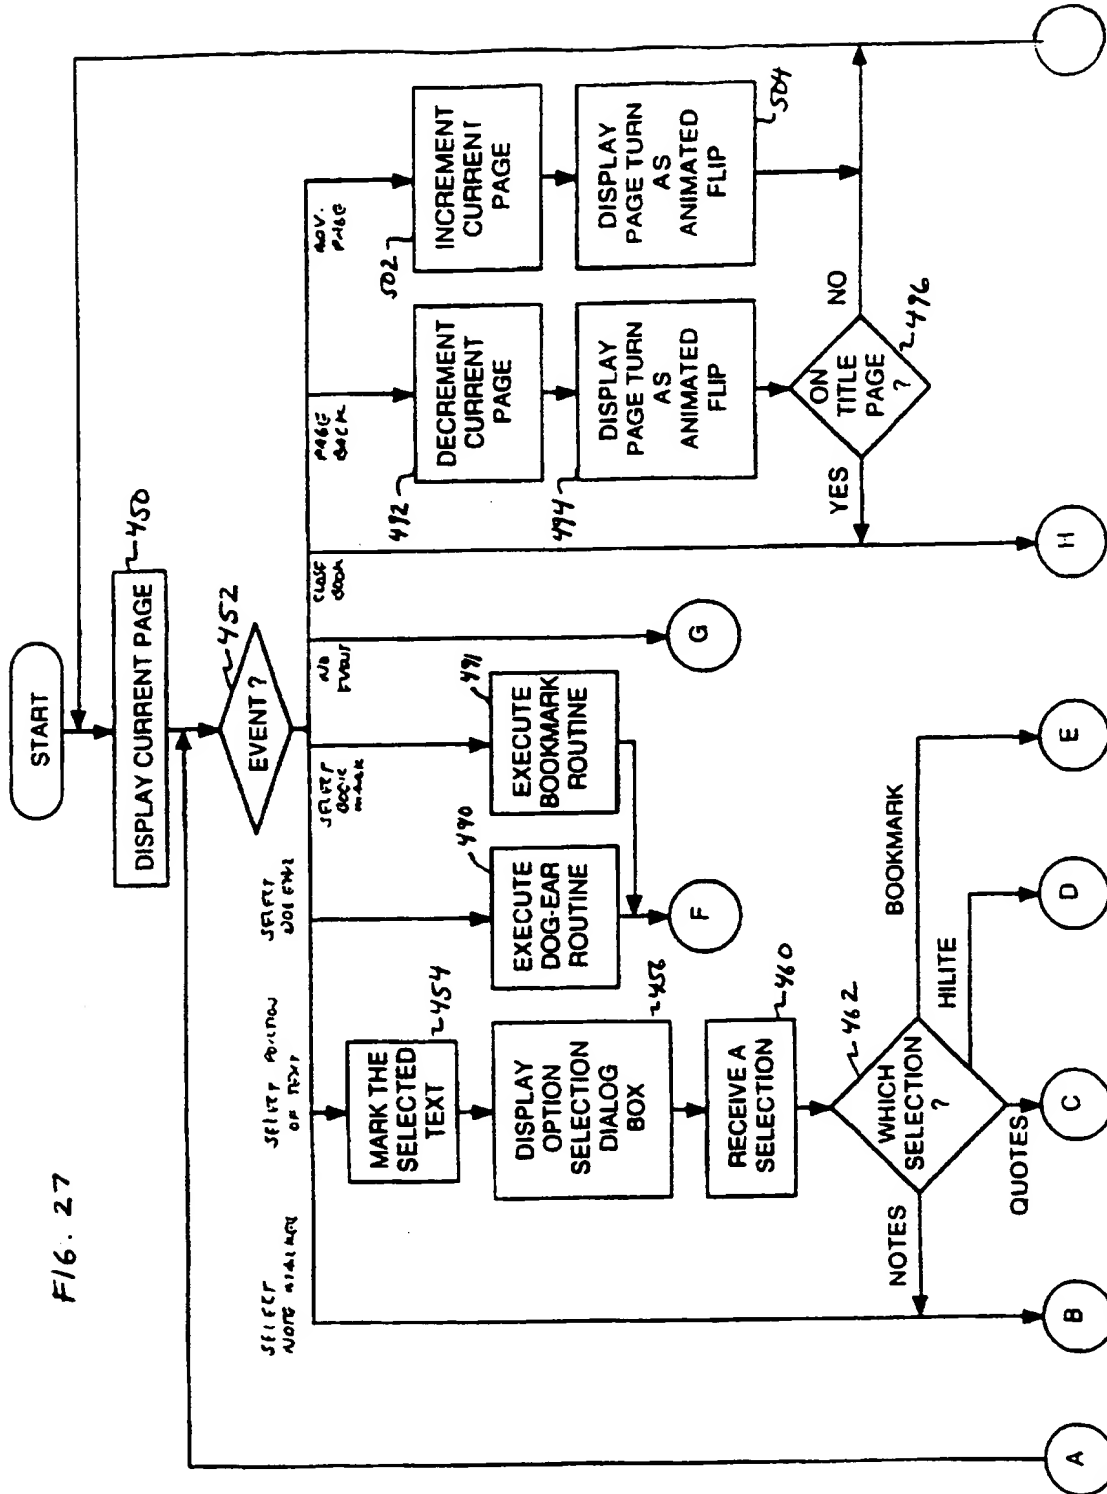 FIG. 27
START
DISPLAY CURRENT PAGE
450
EVENT ?
452
SELECT
NOTE MARKER
SELECT PORTION
OF TEXT
SELECT
DOG EAR
SELECT
BOOK
MARK
NO
EVENT
CLOSE
BOOK
PAGE
BACK
ADV.
PAGE
MARK THE
SELECTED
TEXT
454
DISPLAY
OPTION
SELECTION
DIALOG
BOX
456
RECEIVE A
SELECTION
460
WHICH
SELECTION
?
462
NOTES
QUOTES
HILITE
BOOKMARK
EXECUTE
DOG-EAR
ROUTINE
490
EXECUTE
BOOKMARK
ROUTINE
491
DECREMENT
CURRENT
PAGE
492
DISPLAY
PAGE TURN
AS
ANIMATED
FLIP
494
ON
TITLE
PAGE
?
496
YES
NO
INCREMENT
CURRENT
PAGE
502
DISPLAY
PAGE TURN
AS
ANIMATED
FLIP
504
A
B
C
D
E
F
G
H